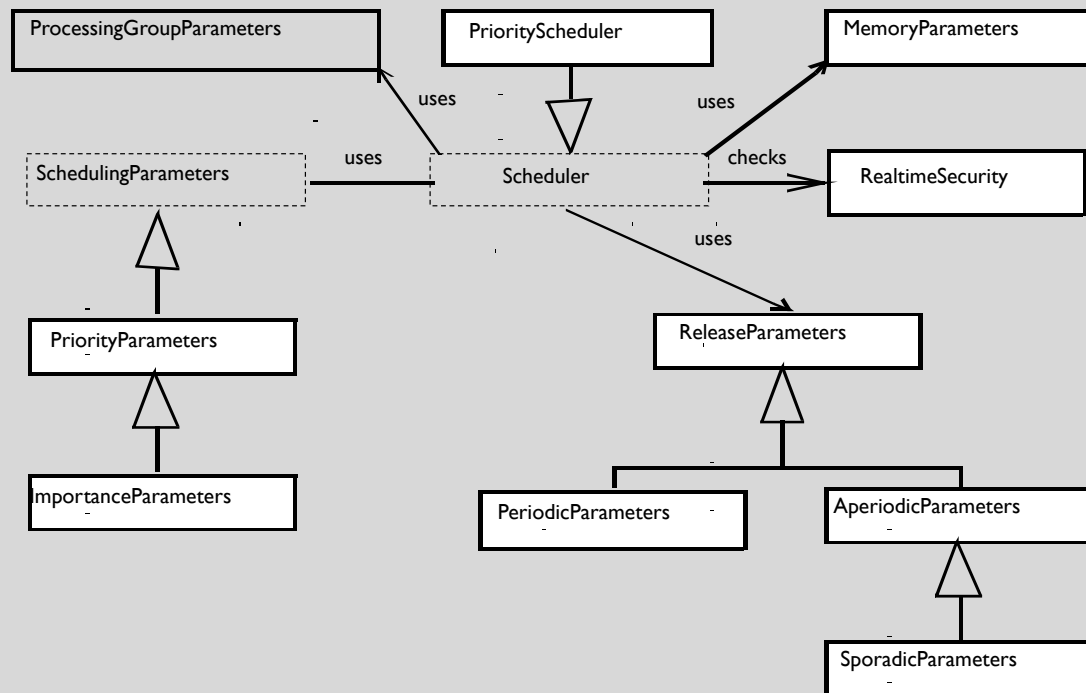 ProcessingGroupParameters
PriorityScheduler
MemoryParameters
uses
uses
uses
checks
SchedulingParameters
Scheduler
RealtimeSecurity
uses
PriorityParameters
ReleaseParameters
ImportanceParameters
PeriodicParameters
AperiodicParameters
SporadicParameters